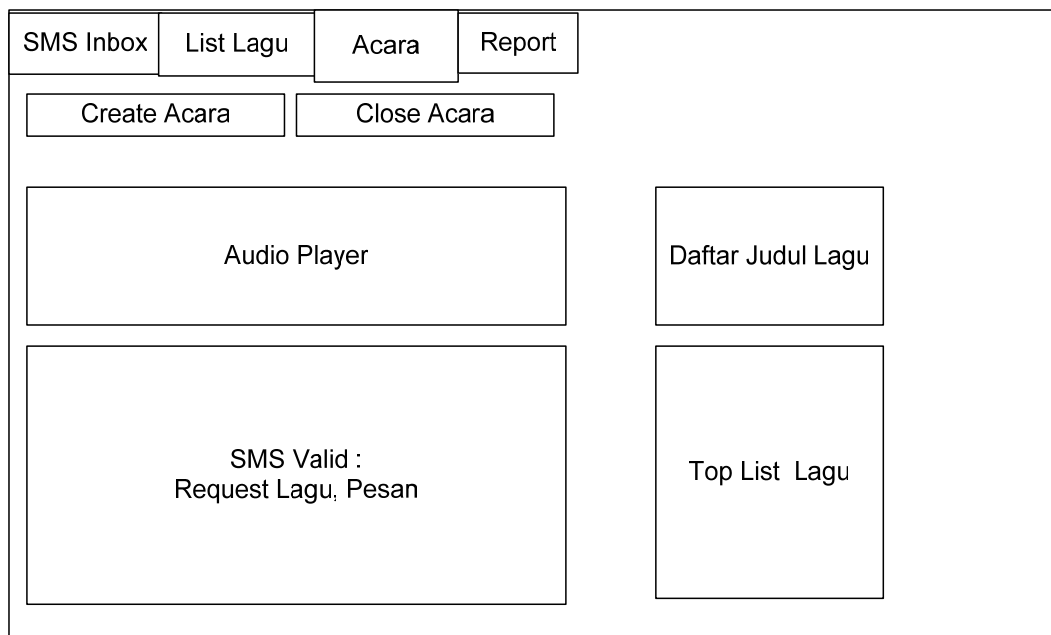 SMS Inbox
List Lagu
Acara
Report
Create Acara
Close Acara
Audio Player
Daftar Judul Lagu
SMS Valid :
Request Lagu, Pesan
Top List Lagu